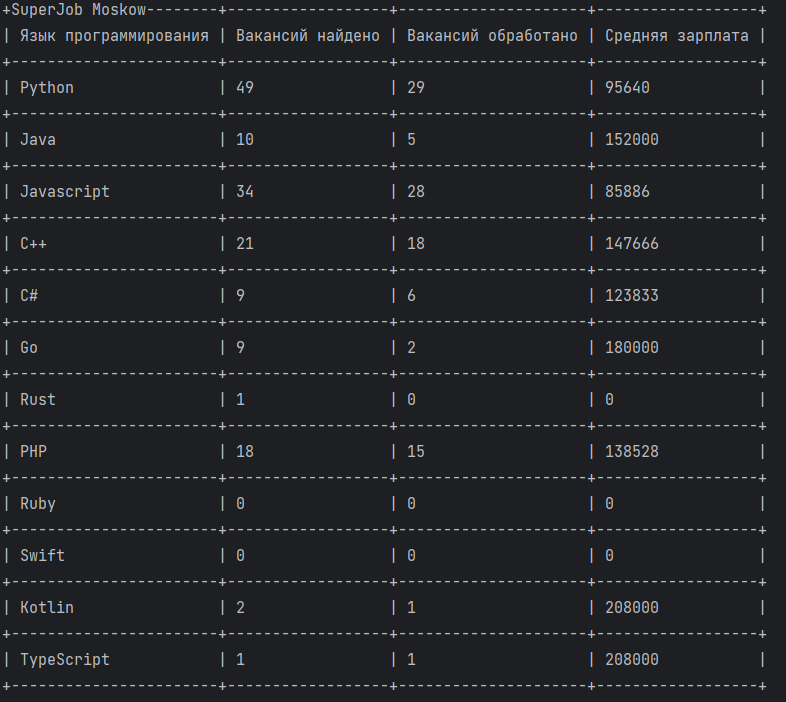 +SuperJob Moskow--------+------------------+---------------------+------------------+
| Язык программирования | Вакансий найдено | Вакансий обработано | Средняя зарплата |
+-----------------------+------------------+---------------------+------------------+
| Python                | 49               | 29                  | 95640            |
+-----------------------+------------------+---------------------+------------------+
| Java                  | 10               | 5                   | 152000           |
+-----------------------+------------------+---------------------+------------------+
| Javascript            | 34               | 28                  | 85886            |
+-----------------------+------------------+---------------------+------------------+
| C++                   | 21               | 18                  | 147666           |
+-----------------------+------------------+---------------------+------------------+
| C#                    | 9                | 6                   | 123833           |
+-----------------------+------------------+---------------------+------------------+
| Go                    | 9                | 2                   | 180000           |
+-----------------------+------------------+---------------------+------------------+
| Rust                  | 1                | 0                   | 0                |
+-----------------------+------------------+---------------------+------------------+
| PHP                   | 18               | 15                  | 138528           |
+-----------------------+------------------+---------------------+------------------+
| Ruby                  | 0                | 0                   | 0                |
+-----------------------+------------------+---------------------+------------------+
| Swift                 | 0                | 0                   | 0                |
+-----------------------+------------------+---------------------+------------------+
| Kotlin                | 2                | 1                   | 208000           |
+-----------------------+------------------+---------------------+------------------+
| TypeScript            | 1                | 1                   | 208000           |
+-----------------------+------------------+---------------------+------------------+